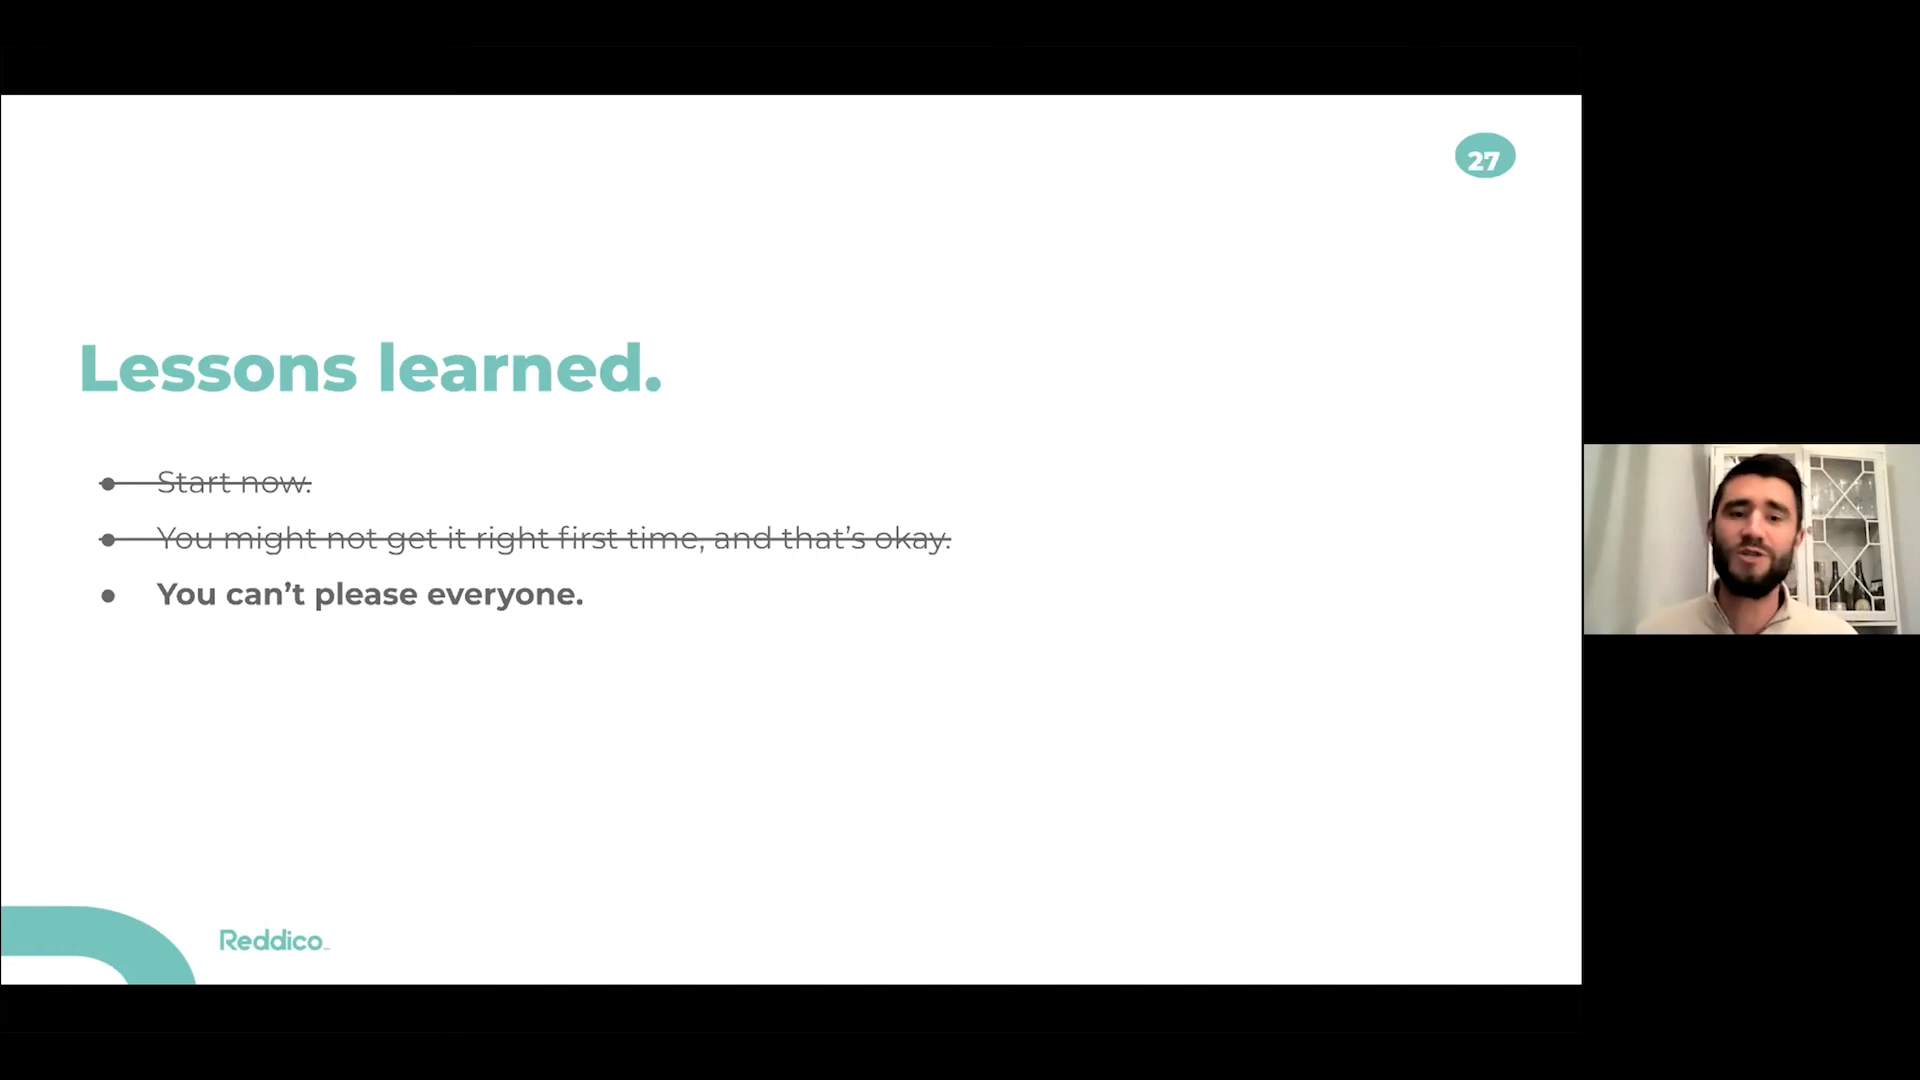 27
Lessons learned.
● Start now.
● You might not get it right first time, and that’s okay.
● You can’t please everyone.
Reddico